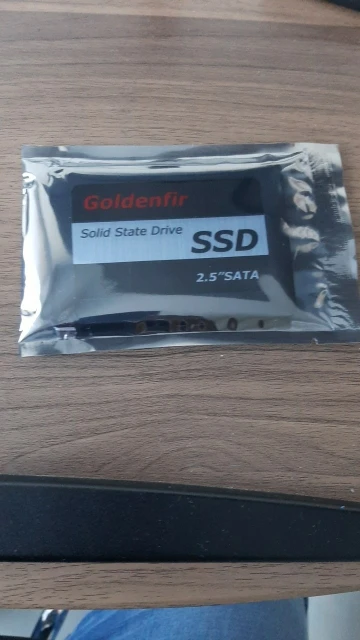 Goldenfir
Solid State Drive
SSD
2.5"SATA